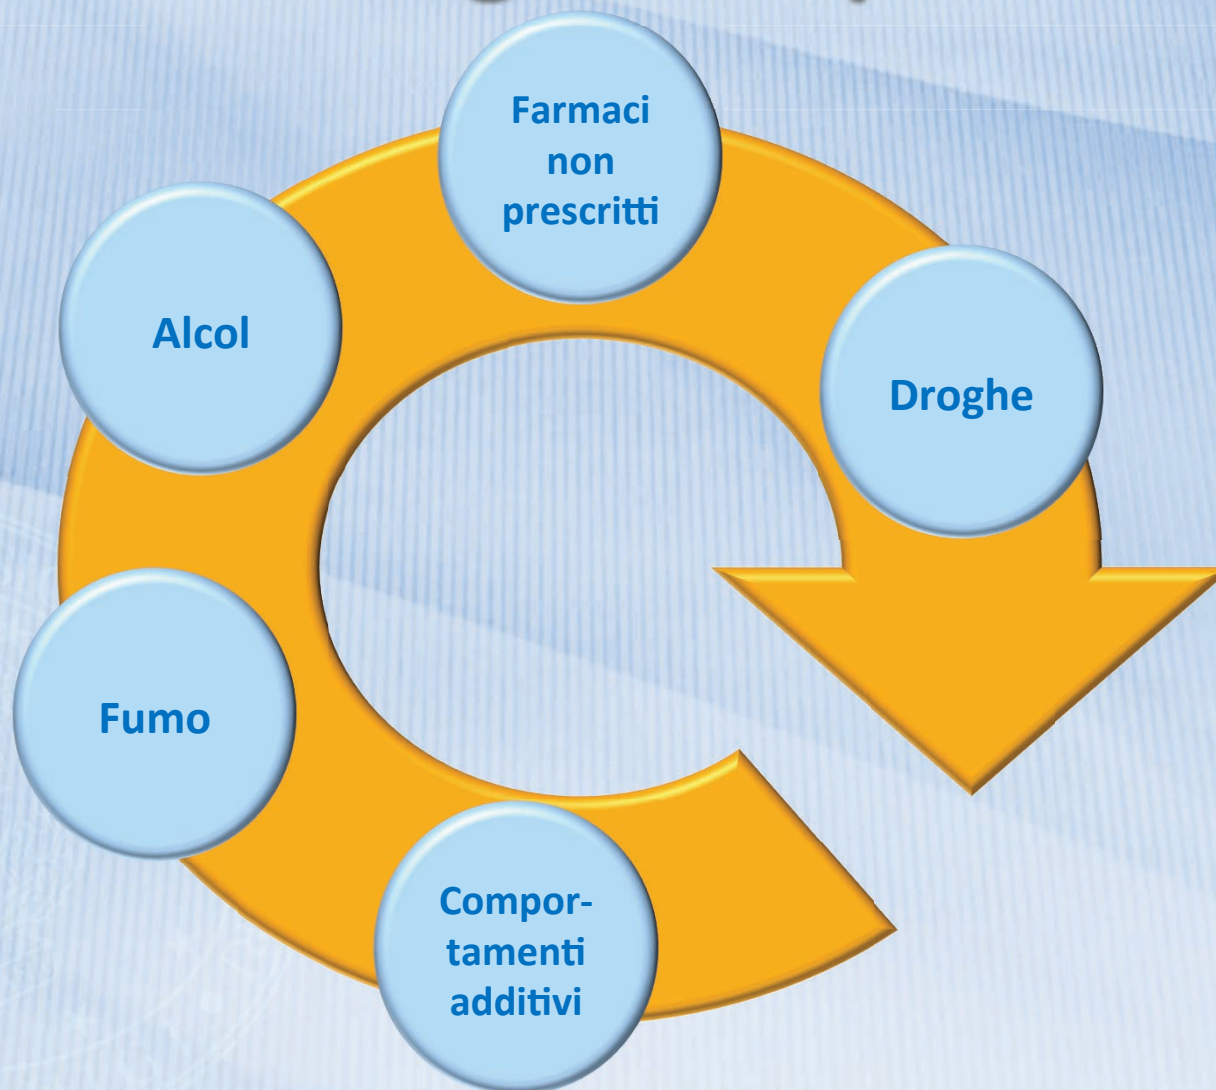 Farmaci
non
prescritti
Alcol
Droghe
Fumo
Compor-
tamenti
additivi